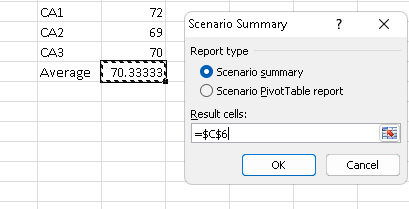 CA1 72
CA2 69
CA3 70
Average 70.33333
Scenario Summary
? ×
Report type
Scenario summary
Scenario PivotTable report
Result cells:
=$C$6
OK Cancel